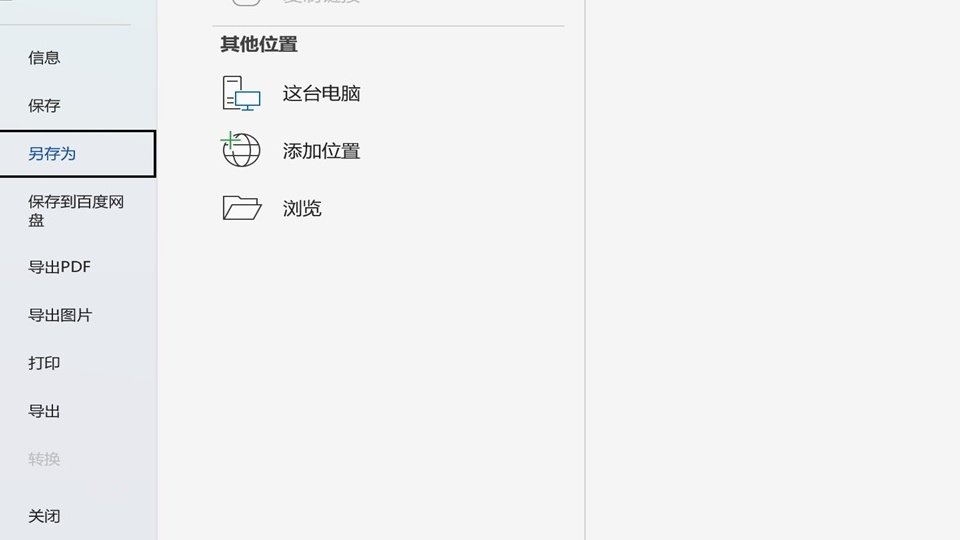 信息
保存
另存为
保存到百度网
盘
导出PDF
导出图片
打印
导出
转换
关闭
其他位置
这台电脑
添加位置
浏览